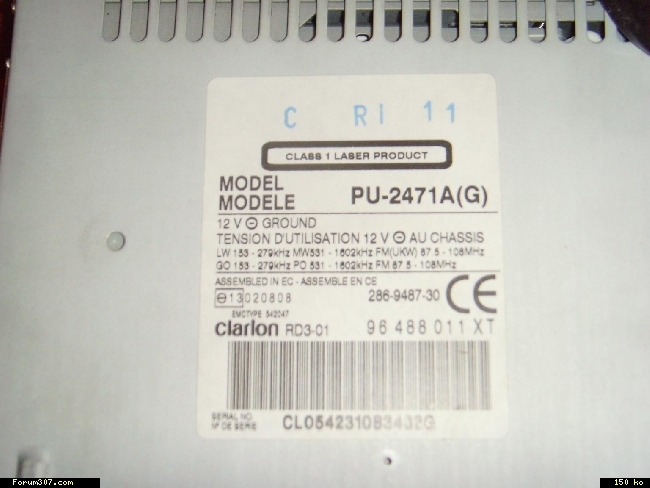 C RI 11
CLASS 1 LASER PRODUCT
MODEL
MODELE PU-2471A(G)
12 V ⊖ GROUND
TENSION D'UTILISATION 12 V ⊖ AU CHASSIS
LW 153 - 279kHz MW531 - 1602kHz FM(UKW) 87.5 - 108MHz
GO 153 - 279kHz PO 531 - 1602kHz FM 87.5 - 108MHz
ASSEMBLED IN EC - ASSEMBLE EN CE
⊖13020808 286-9487-30 CE
EMCTYPE 542047
clarion RD3-01 96 488 011 XT
SERIAL NO.
Nº DE SERIE CL054231083432G
Forum307.com 150 ko